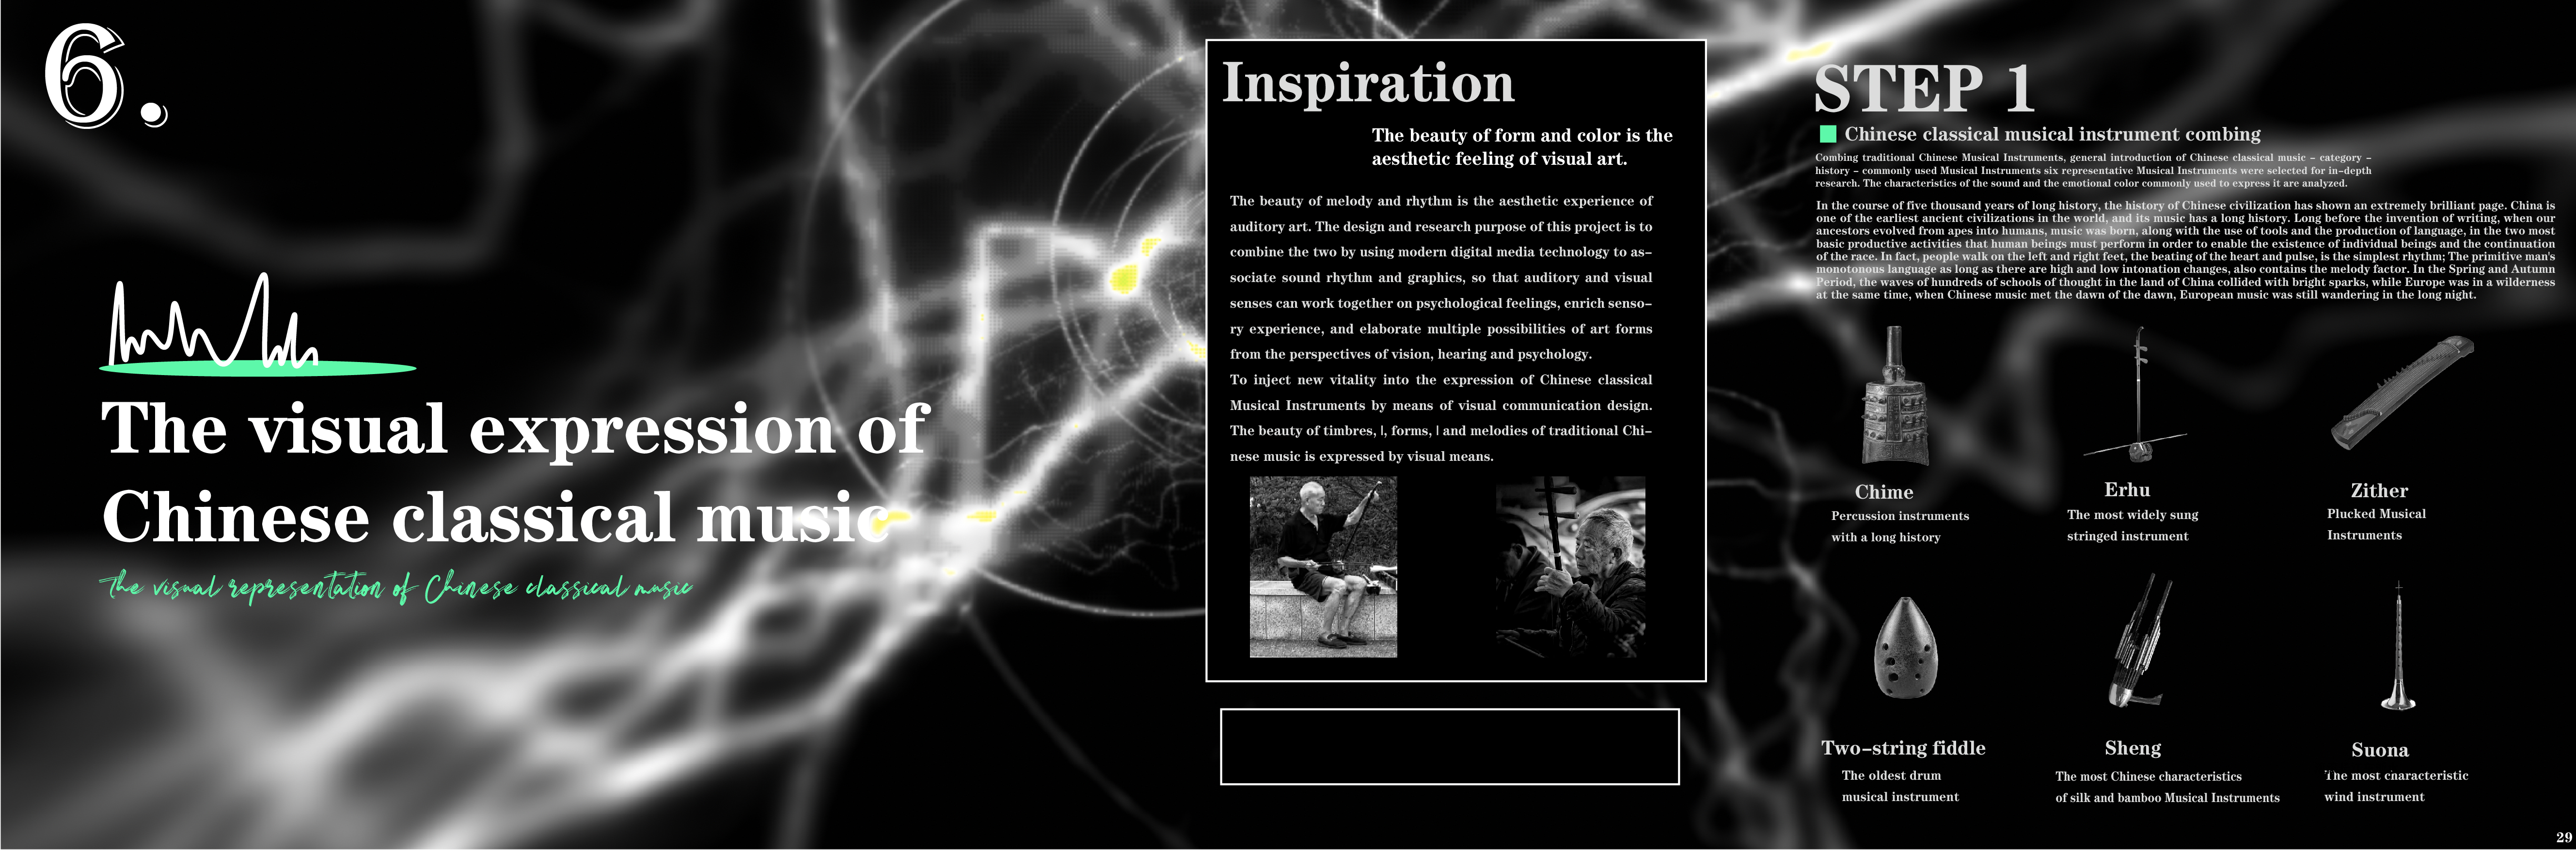 6.
The visual expression of
Chinese classical music
The visual representation of Chinese classical music
Inspiration
The beauty of form and color is the
aesthetic feeling of visual art.
The beauty of melody and rhythm is the aesthetic experience of
auditory art. The design and research purpose of this project is to
combine the two by using modern digital media technology to as-
sociate sound rhythm and graphics, so that auditory and visual
senses can work together on psychological feelings, enrich senso-
ry experience, and elaborate multiple possibilities of art forms
from the perspectives of vision, hearing and psychology.
To inject new vitality into the expression of Chinese classical
Musical Instruments by means of visual communication design.
The beauty of timbres, |, forms, | and melodies of traditional Chi-
nese music is expressed by visual means.
STEP 1
Chinese classical musical instrument combing
Combing traditional Chinese Musical Instruments, general introduction of Chinese classical music - category -
history - commonly used Musical Instruments six representative Musical Instruments were selected for in-depth
research. The characteristics of the sound and the emotional color commonly used to express it are analyzed.
In the course of five thousand years of long history, the history of Chinese civilization has shown an extremely brilliant page. China is
one of the earliest ancient civilizations in the world, and its music has a long history. Long before the invention of writing, when our
ancestors evolved from apes into humans, music was born, along with the use of tools and the production of language, in the two most
basic productive activities that human beings must perform in order to enable the existence of individual beings and the continuation
of the race. In fact, people walk on the left and right feet, the beating of the heart and pulse, is the simplest rhythm; The primitive man's
monotonous language as long as there are high and low intonation changes, also contains the melody factor. In the Spring and Autumn
Period, the waves of hundreds of schools of thought in the land of China collided with bright sparks, while Europe was in a wilderness
at the same time, when Chinese music met the dawn of the dawn, European music was still wandering in the long night.
Chime
Percussion instruments
with a long history
Erhu
The most widely sung
stringed instrument
Zither
Plucked Musical
Instruments
Two-string fiddle
The oldest drum
musical instrument
Sheng
The most Chinese characteristics
of silk and bamboo Musical Instruments
Suona
The most characteristic
wind instrument
29